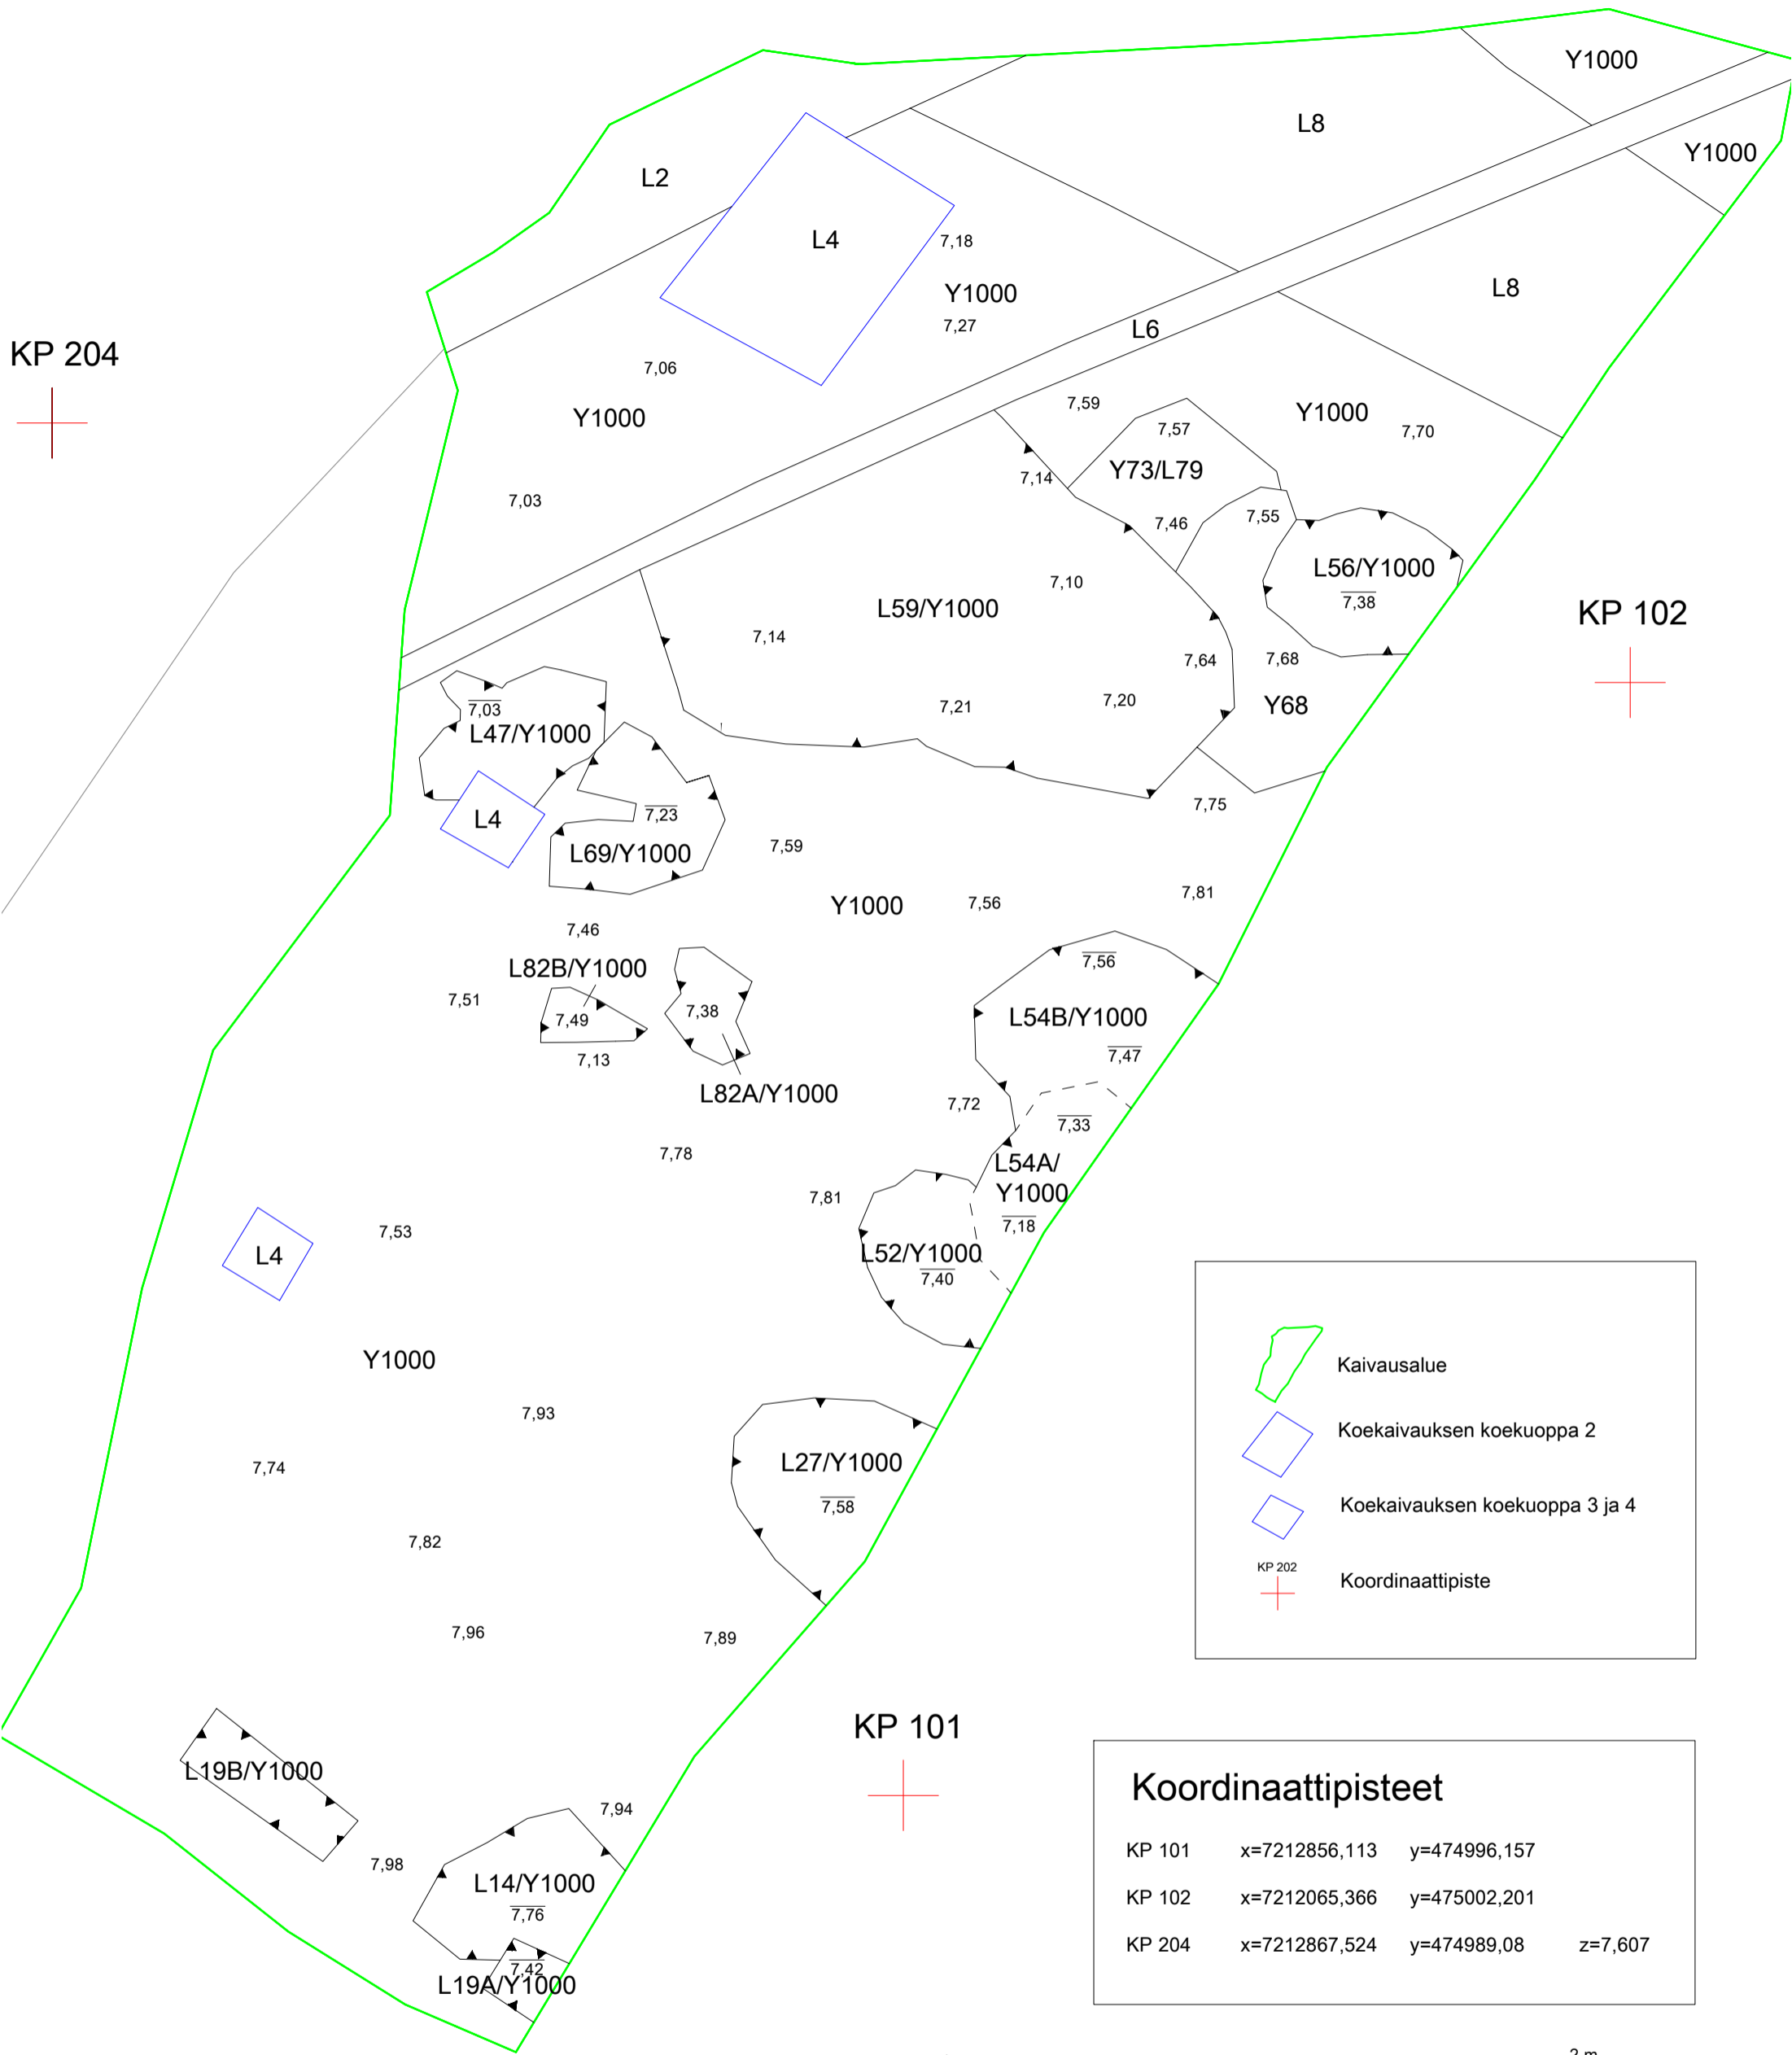 Y1000
L8
Y1000
L2
L4
7,18
Y1000
L8
7,27
L6
KP 204
7,06
Y1000
7,59
Y1000
7,57
7,70
Y73/L79
7,14
7,03
7,46
7,55
L56/Y1000
7,10
7,38
L59/Y1000
KP 102
7,14
7,64
7,68
7,03
7,21
7,20
Y68
L47/Y1000
7,75
7,23
L4
L69/Y1000
7,59
7,81
Y1000
7,56
7,46
7,56
L82B/Y1000
7,51
7,38
L54B/Y1000
7,49
7,47
7,13
L82A/Y1000
7,72
7,33
7,78
L54A/
Y1000
7,81
7,18
7,53
L4
L52/Y1000
7,40
Y1000
Kaivausalue
7,93
Koekaivauksen koekuoppa 2
L27/Y1000
7,74
7,58
Koekaivauksen koekuoppa 3 ja 4
7,82
KP 202
Koordinaattipiste
7,96
7,89
KP 101
L19B/Y1000
Koordinaattipisteet
7,94
KP 101 x=7212856,113 y=474996,157
7,98
L14/Y1000
KP 102 x=7212065,366 y=475002,201
7,76
KP 204 x=7212867,524 y=474989,08 z=7,607
7,42
L19A/Y1000
2 m